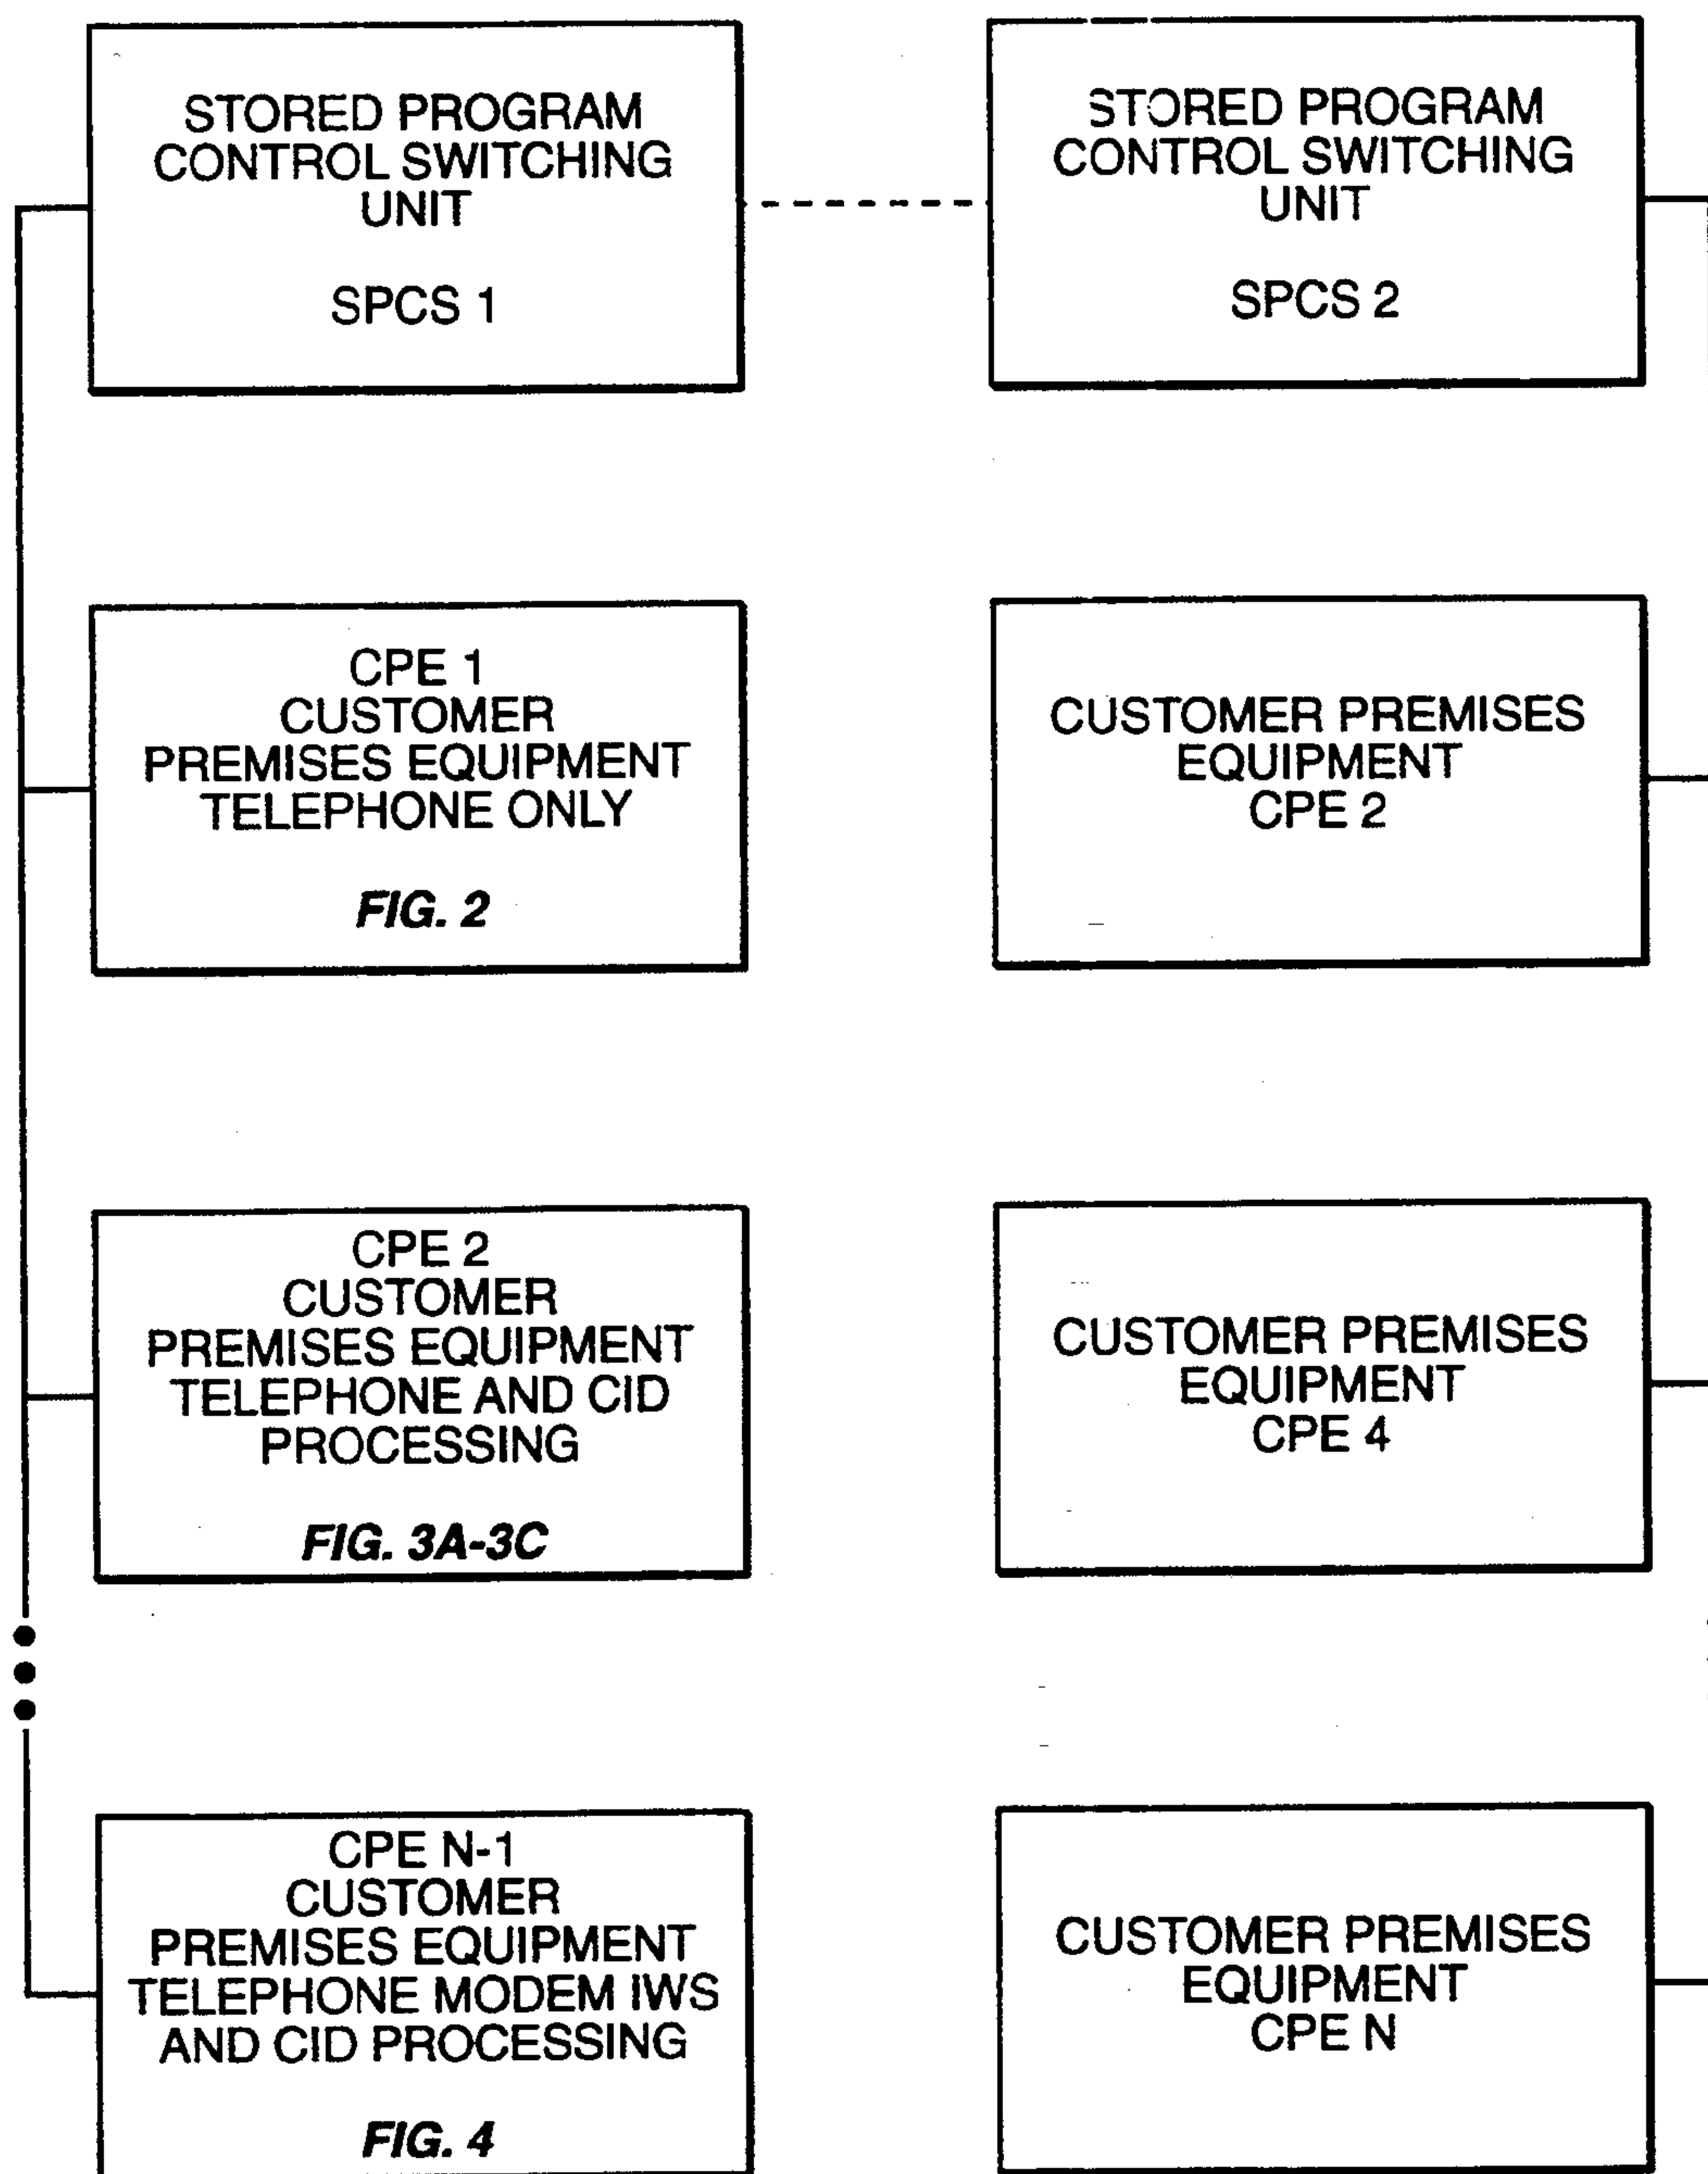 STORED PROGRAM
CONTROL SWITCHING
UNIT
SPCS 1
STORED PROGRAM
CONTROL SWITCHING
UNIT
SPCS 2
CPE 1
CUSTOMER
PREMISES EQUIPMENT
TELEPHONE ONLY
FIG. 2
CUSTOMER PREMISES
EQUIPMENT
CPE 2
CPE 2
CUSTOMER
PREMISES EQUIPMENT
TELEPHONE AND CID
PROCESSING
FIG. 3A-3C
CUSTOMER PREMISES
EQUIPMENT
CPE 4
CPE N-1
CUSTOMER
PREMISES EQUIPMENT
TELEPHONE MODEM IWS
AND CID PROCESSING
FIG. 4
CUSTOMER PREMISES
EQUIPMENT
CPE N